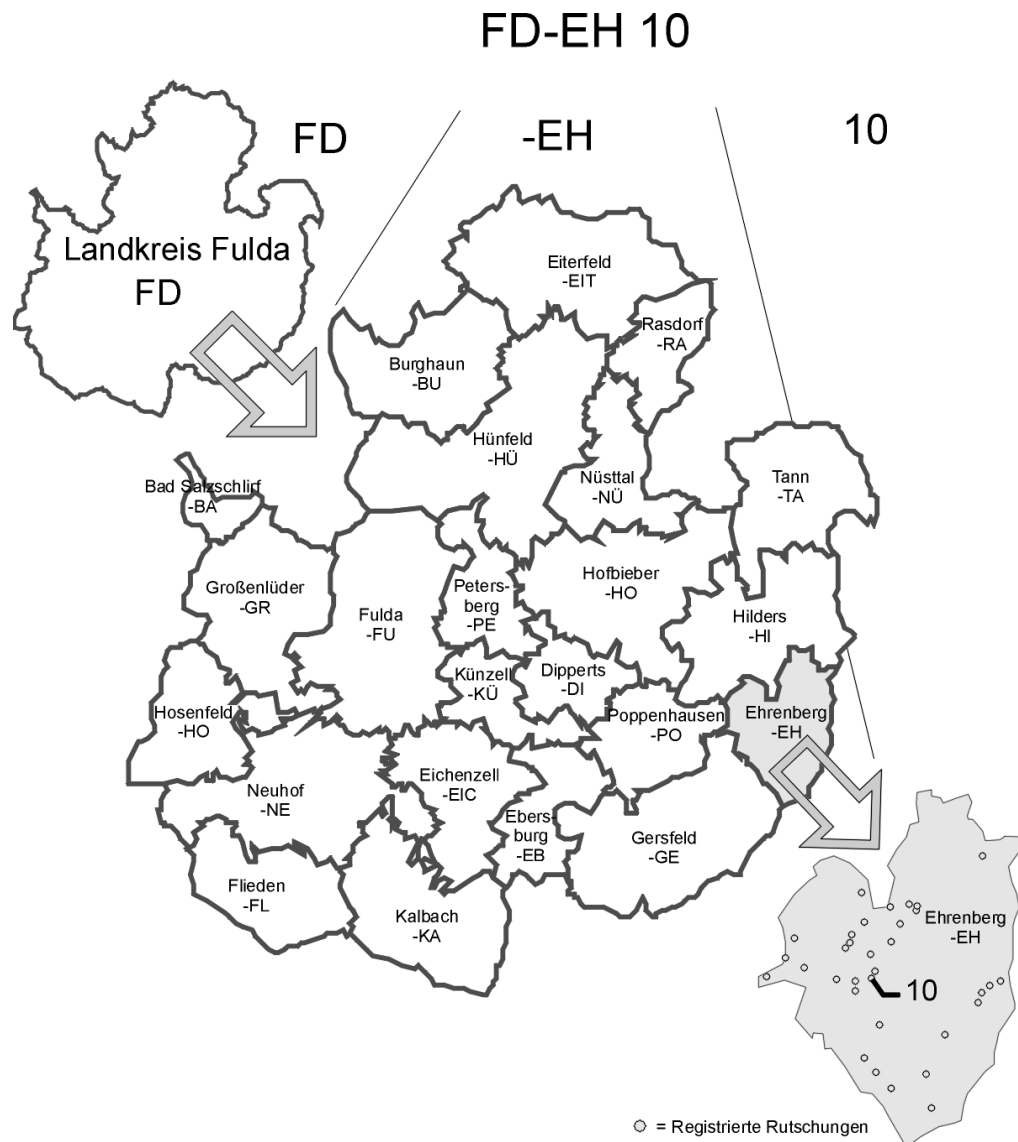 FD-EH 10
FD
-EH
10
Landkreis Fulda
FD
Eiterfeld
-EIT
Rasdorf
-RA
Burghaun
-BU
Hünfeld
-HÜ
Nüsttal
-NÜ
Tann
-TA
Bad Salzschlirf
-BA
Großenlüder
-GR
Fulda
-FU
Peters-
berg
-PE
Hofbieber
-HO
Hilders
-HI
Künzell
-KÜ
Dipperts
-DI
Hosenfeld
-HO
Poppenhausen
-PO
Ehrenberg
-EH
Neuhof
-NE
Eichenzell
-EIC
Ebers-
burg
-EB
Gersfeld
-GE
Flieden
-FL
Kalbach
-KA
Ehrenberg
-EH
10
= Registrierte Rutschungen